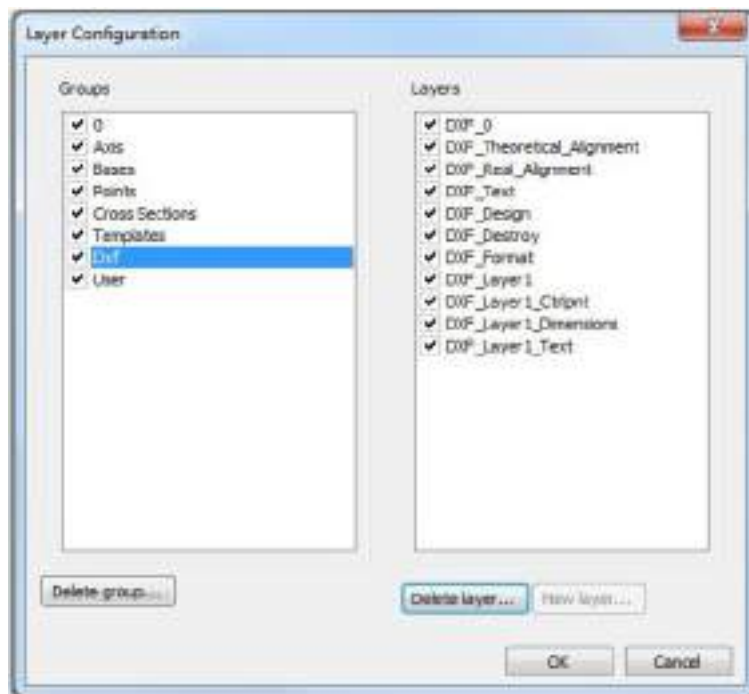 Layer Configuration
Groups
0
Axis
Bases
Points
Cross Sections
Templates
Dxf
User
Delete group...
Layers
DXF_0
DXF_Theoretical_Alignment
DXF_Real_Alignment
DXF_Text
DXF_Design
DXF_Destroy
DXF_Format
DXF_Layer1
DXF_Layer1_Ctrlpnt
DXF_Layer1_Dimensions
DXF_Layer1_Text
Delete layer...
New layer...
OK
Cancel